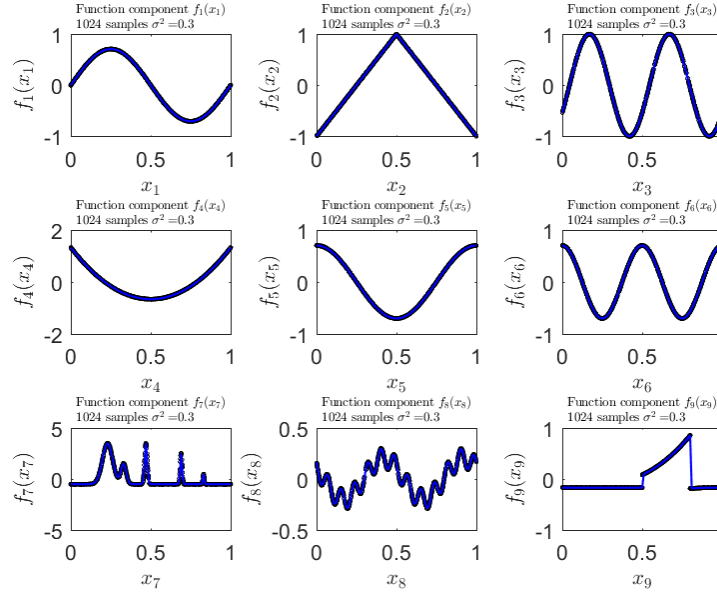 Function component f₁(x₁)
1024 samples σ² =0.3
1
0
-1
f₁(x₁)
0
0.5
1
x₁
Function component f₂(x₂)
1024 samples σ² =0.3
1
0
-1
f₂(x₂)
0
0.5
1
x₂
Function component f₃(x₃)
1024 samples σ² =0.3
1
0
-1
f₃(x₃)
0
0.5
x₃
Function component f₄(x₄)
1024 samples σ² =0.3
2
0
-2
f₄(x₄)
0
0.5
1
x₄
Function component f₅(x₅)
1024 samples σ² =0.3
1
0
-1
f₅(x₅)
0
0.5
1
x₅
Function component f₆(x₆)
1024 samples σ² =0.3
1
0
-1
f₆(x₆)
0
0.5
x₆
Function component f₇(x₇)
1024 samples σ² =0.3
5
0
-5
f₇(x₇)
0
0.5
1
x₇
Function component f₈(x₈)
1024 samples σ² =0.3
0.5
0
-0.5
f₈(x₈)
0
0.5
1
x₈
Function component f₉(x₉)
1024 samples σ² =0.3
1
0
-1
f₉(x₉)
0
0.5
x₉